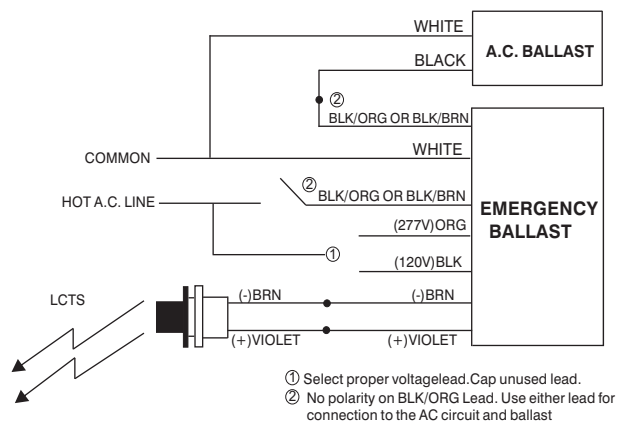 WHITE
A.C. BALLAST
BLACK
②
BLK/ORG OR BLK/BRN
COMMON
WHITE
②
BLK/ORG OR BLK/BRN
HOT A.C. LINE
EMERGENCY
BALLAST
(277V)ORG
①
(120V)BLK
LCTS
(-)BRN
(-)BRN
(+)VIOLET
(+)VIOLET
① Select proper voltagelead.Cap unused lead.
② No polarity on BLK/ORG Lead. Use either lead for
connection to the AC circuit and ballast